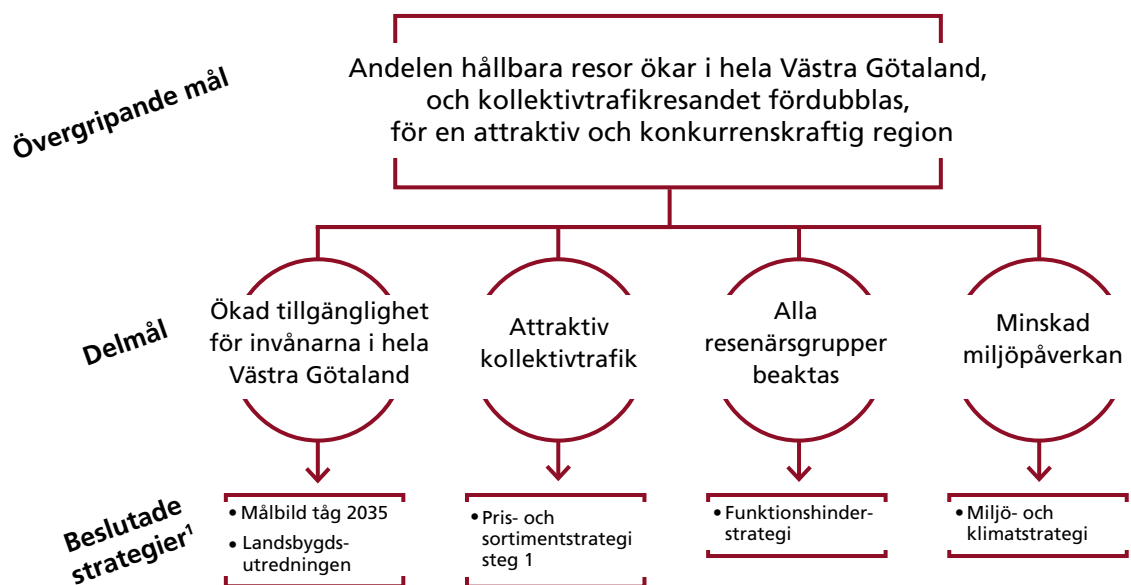 Övergripande mål
Andelen hållbara resor ökar i hela Västra Götaland,
och kollektivtrafikresandet fördubblas,
för en attraktiv och konkurrenskraftig region
Delmål
Ökad tillgänglighet
för invånarna i hela
Västra Götaland
Attraktiv
kollektivtrafik
Alla
resenärsgrupper
beaktas
Minskad
miljöpåverkan
Beslutade
strategier¹
• Målbild tåg 2035
• Landsbygds-
utredningen
• Pris- och
sortimentstrategi
steg 1
• Funktionshinder-
strategi
• Miljö- och
klimatstrategi